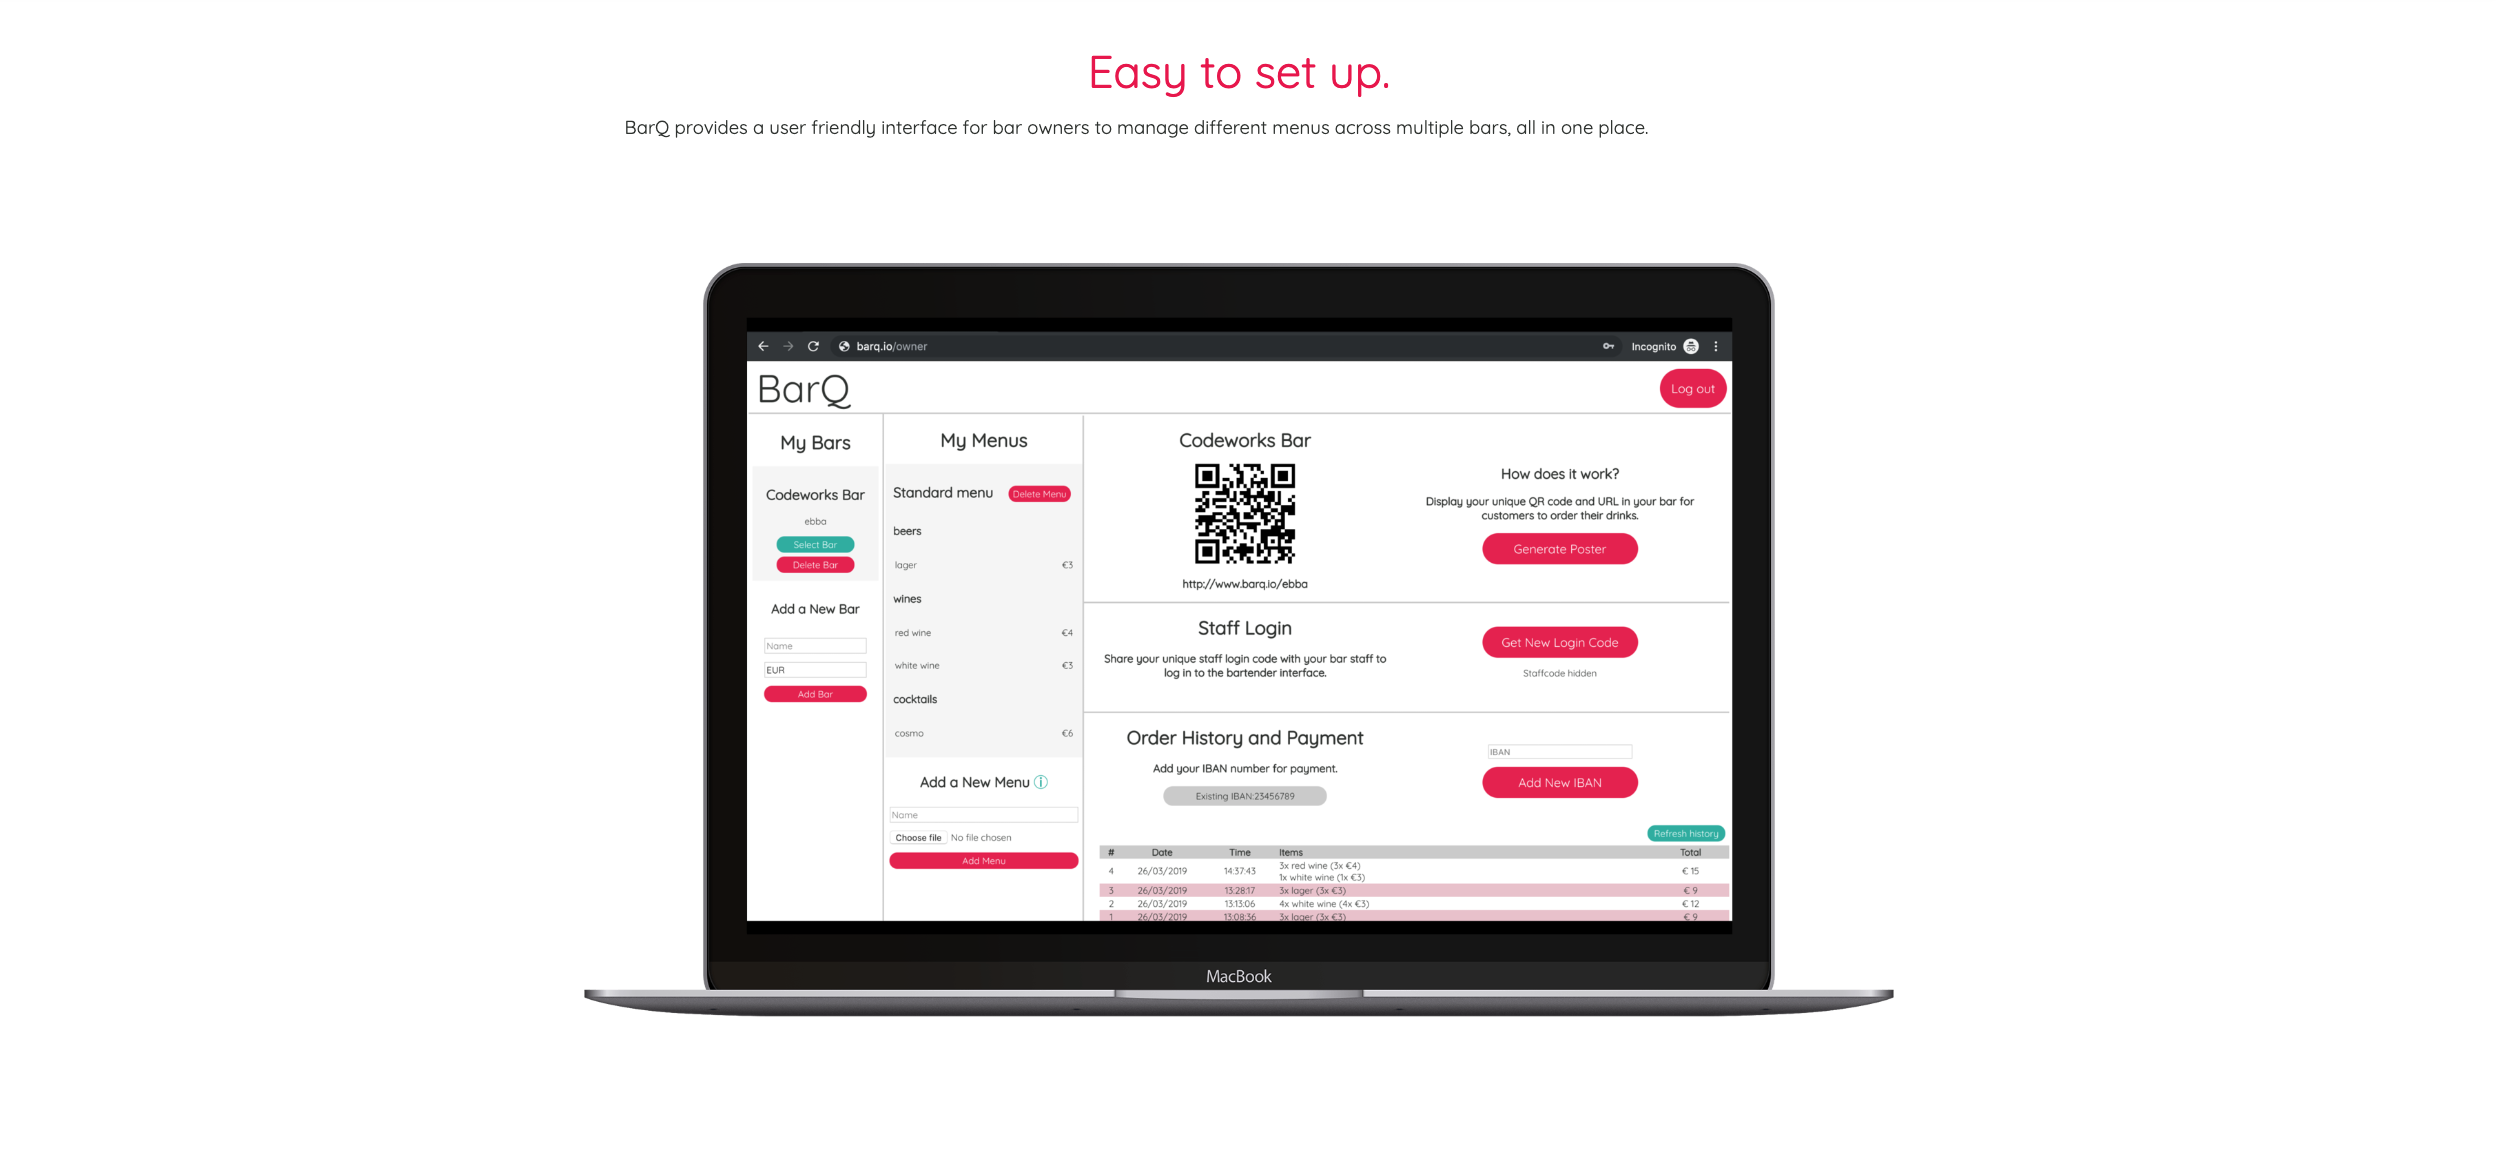 Easy to set up.
BarQ provides a user friendly interface for bar owners to manage different menus across multiple bars, all in one place.
barq.io/owner
Incognito
BarQ
Log out
My Bars
Codeworks Bar
ebba
Select Bar
Delete Bar
Add a New Bar
Name
EUR
Add Bar
My Menus
Standard menu
Delete Menu
beers
lager €3
wines
red wine €4
white wine €3
cocktails
cosmo €6
Add a New Menu ⓘ
Name
Choose file No file chosen
Add Menu
Codeworks Bar
http://www.barq.io/ebba
How does it work?
Display your unique QR code and URL in your bar for
customers to order their drinks.
Generate Poster
Staff Login
Share your unique staff login code with your bar staff to
log in to the bartender interface.
Get New Login Code
Staffcode hidden
Order History and Payment
Add your IBAN number for payment.
Existing IBAN:23456789
IBAN
Add New IBAN
Refresh history
# Date Time Items Total
4 26/03/2019 14:37:43 3x red wine (3x €4)
1x white wine (1x €3) € 15
3 26/03/2019 13:28:17 3x lager (3x €3) € 9
2 26/03/2019 13:13:06 4x white wine (4x €3) € 12
1 26/03/2019 13:08:36 3x lager (3x €3) € 9
MacBook